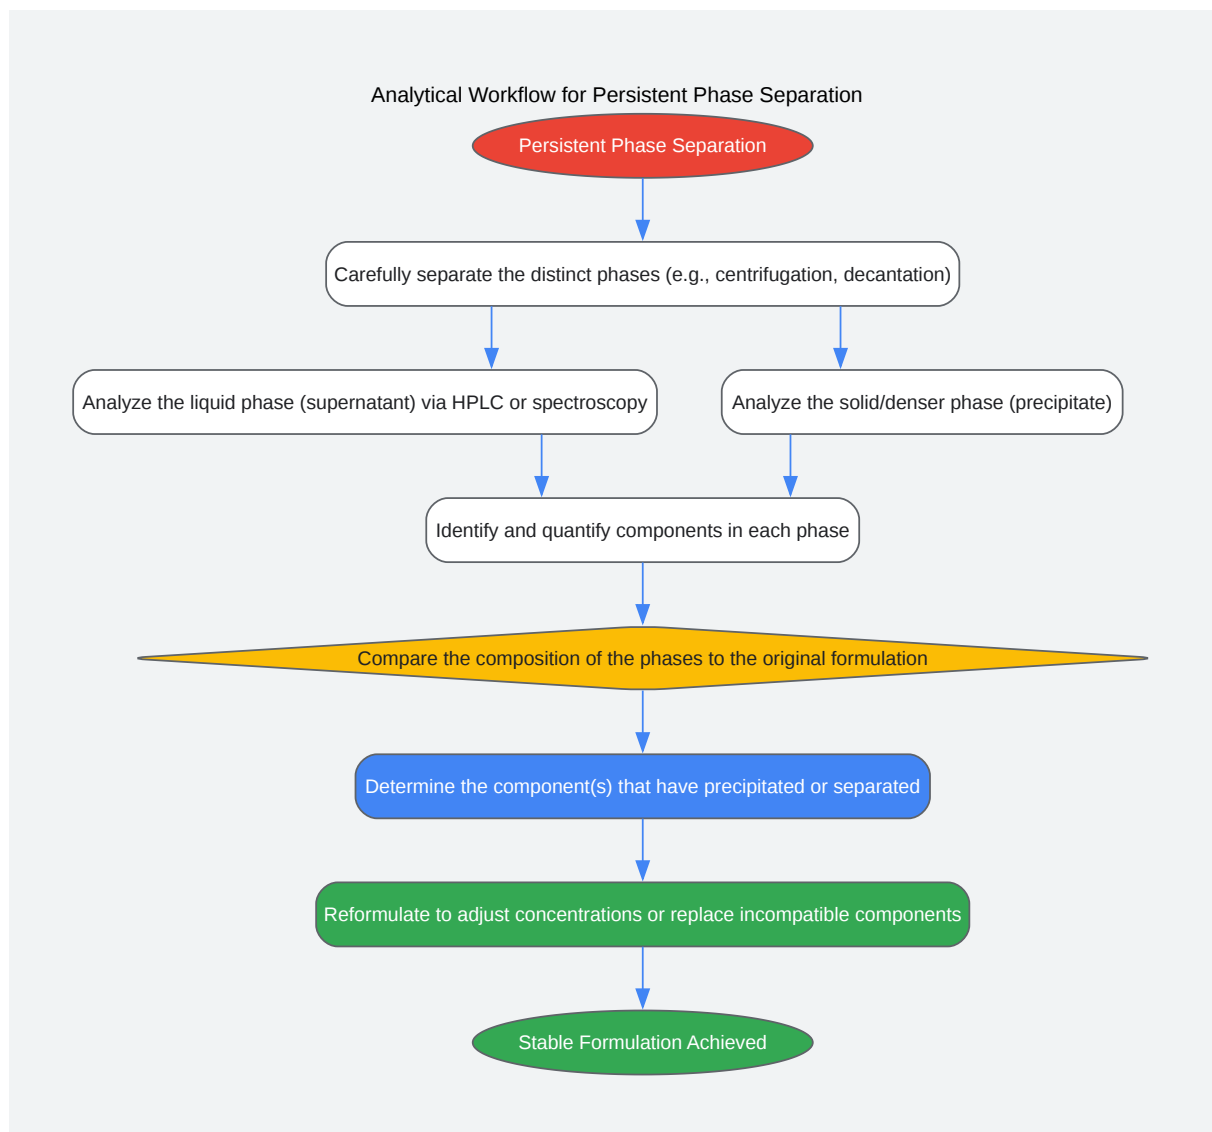 Analytical Workflow for Persistent Phase Separation
Persistent Phase Separation
Carefully separate the distinct phases (e.g., centrifugation, decantation)
Analyze the liquid phase (supernatant) via HPLC or spectroscopy
Analyze the solid/denser phase (precipitate)
Identify and quantify components in each phase
Compare the composition of the phases to the original formulation
Determine the component(s) that have precipitated or separated
Reformulate to adjust concentrations or replace incompatible components
Stable Formulation Achieved